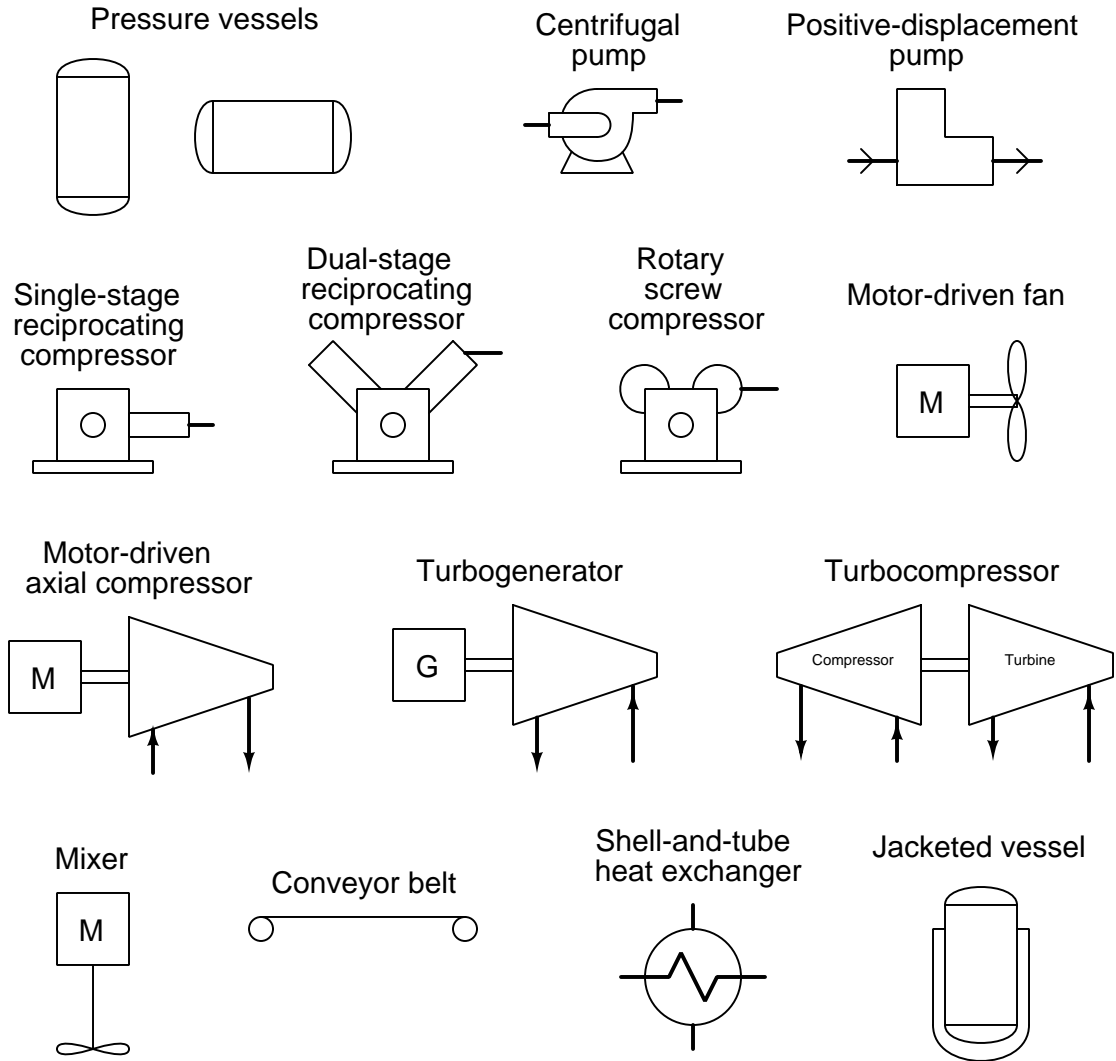 Pressure vessels
Centrifugal
pump
Positive-displacement
pump
Single-stage
reciprocating
compressor
Dual-stage
reciprocating
compressor
Rotary
screw
compressor
Motor-driven fan
M
Motor-driven
axial compressor
M
Turbogenerator
G
Turbocompressor
Compressor
Turbine
Mixer
M
Conveyor belt
Shell-and-tube
heat exchanger
Jacketed vessel